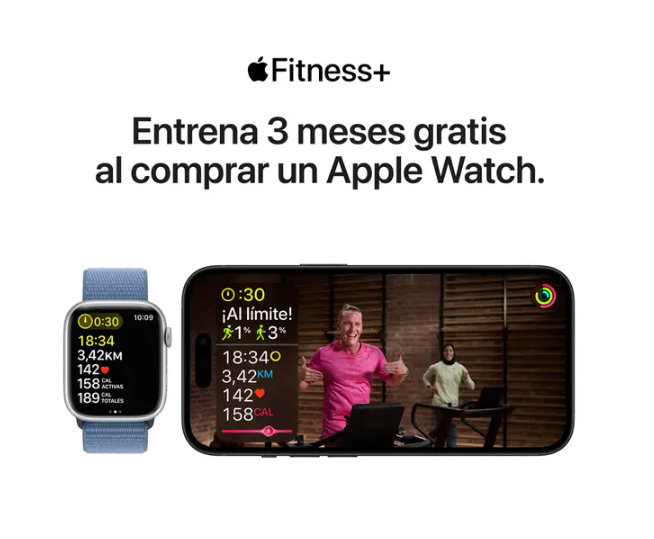 Fitness+
Entrena 3 meses gratis
al comprar un Apple Watch.
0:30 10:09
18:34
3,42KM
142
158 CAL ACTIVAS
189 CAL TOTALES
:30
¡Al límite!
1% 3%
18:34
3,42KM
142
158CAL